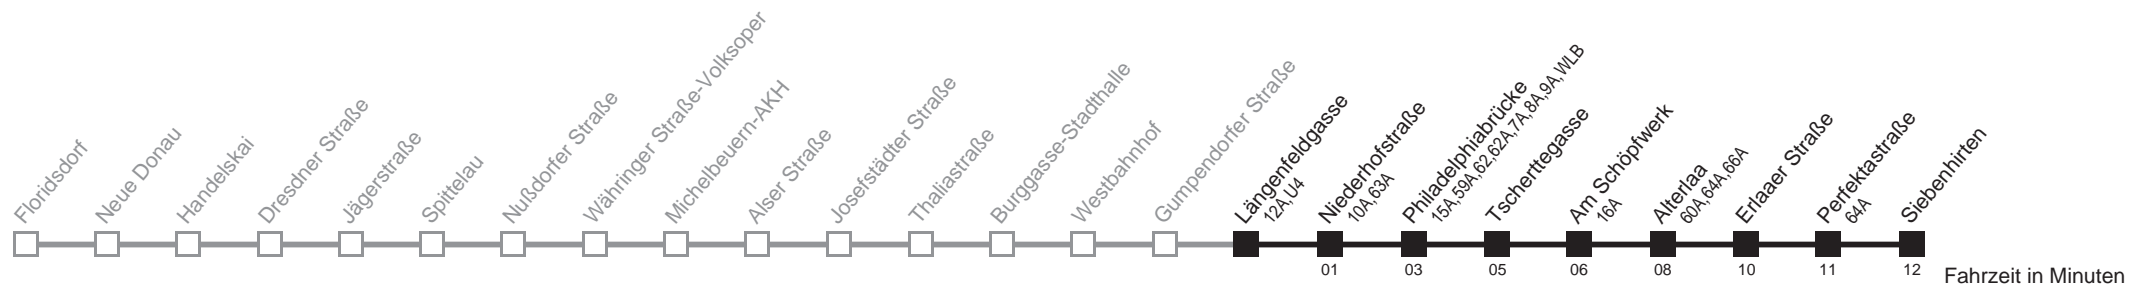 Floridsdorf
Neue Donau
Handelskai
Dresdner Straße
Jägerstraße
Spittelau
Nußdorfer Straße
Währinger Straße-Volksoper
Michelbeuern-AKH
Alser Straße
Josefstädter Straße
Thaliastraße
Burggasse-Stadthalle
Westbahnhof
Gumpendorfer Straße
Längenfeldgasse
12A,U4
Niederhofstraße
10A,63A
Philadelphiabrücke
15A,59A,62,62A,7A,8A,9A,WLB
Tscherttegasse
Am Schöpfwerk
16A
Alterlaa
60A,64A,66A
Erlaaer Straße
Perfektastraße
64A
Siebenhirten
01 03 05 06 08 10 11 12
Fahrzeit in Minuten